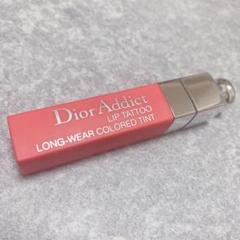 Dior Addict
LIP TATTOO
LONG-WEAR COLORED TINT